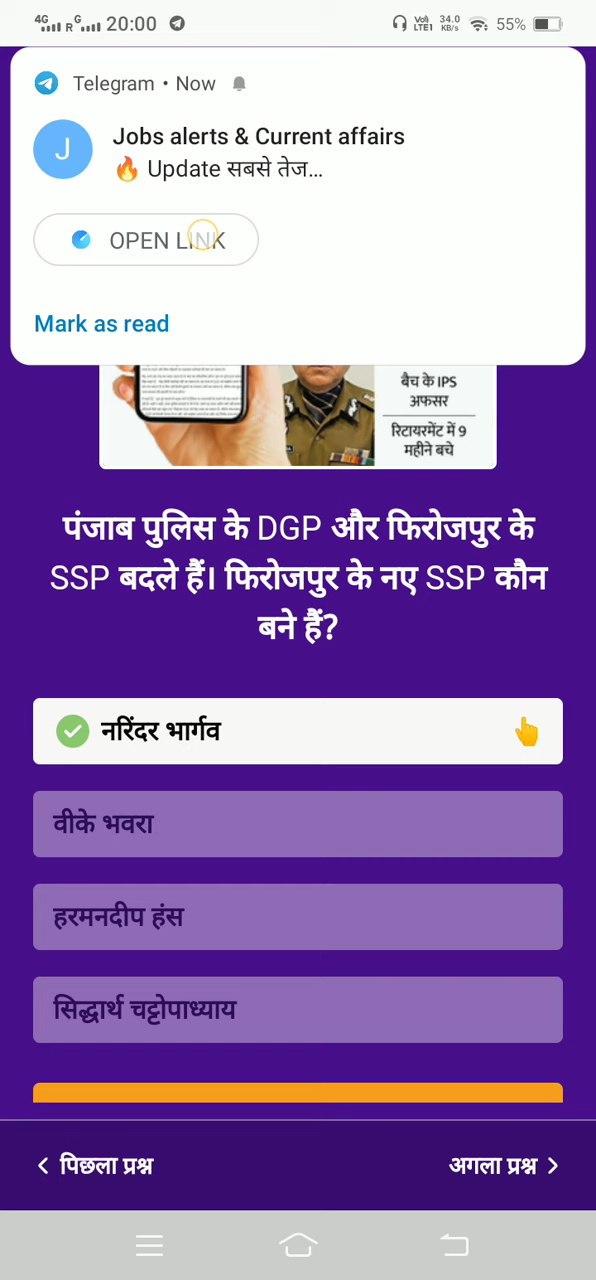 4G R G 20:00 Vol) LTE1 34.0 KB/s 55%
Telegram • Now
J
Jobs alerts & Current affairs
🔥 Update सबसे तेज...
OPEN LINK
Mark as read
बैच के IPS
अफसर
रिटायरमेंट में 9
महीने बचे
पंजाब पुलिस के DGP और फिरोजपुर के
SSP बदले हैं। फिरोजपुर के नए SSP कौन
बने हैं?
नरिंदर भार्गव 👆
वीके भवरा
हरमनदीप हंस
सिद्धार्थ चट्टोपाध्याय
पिछला प्रश्न
अगला प्रश्न